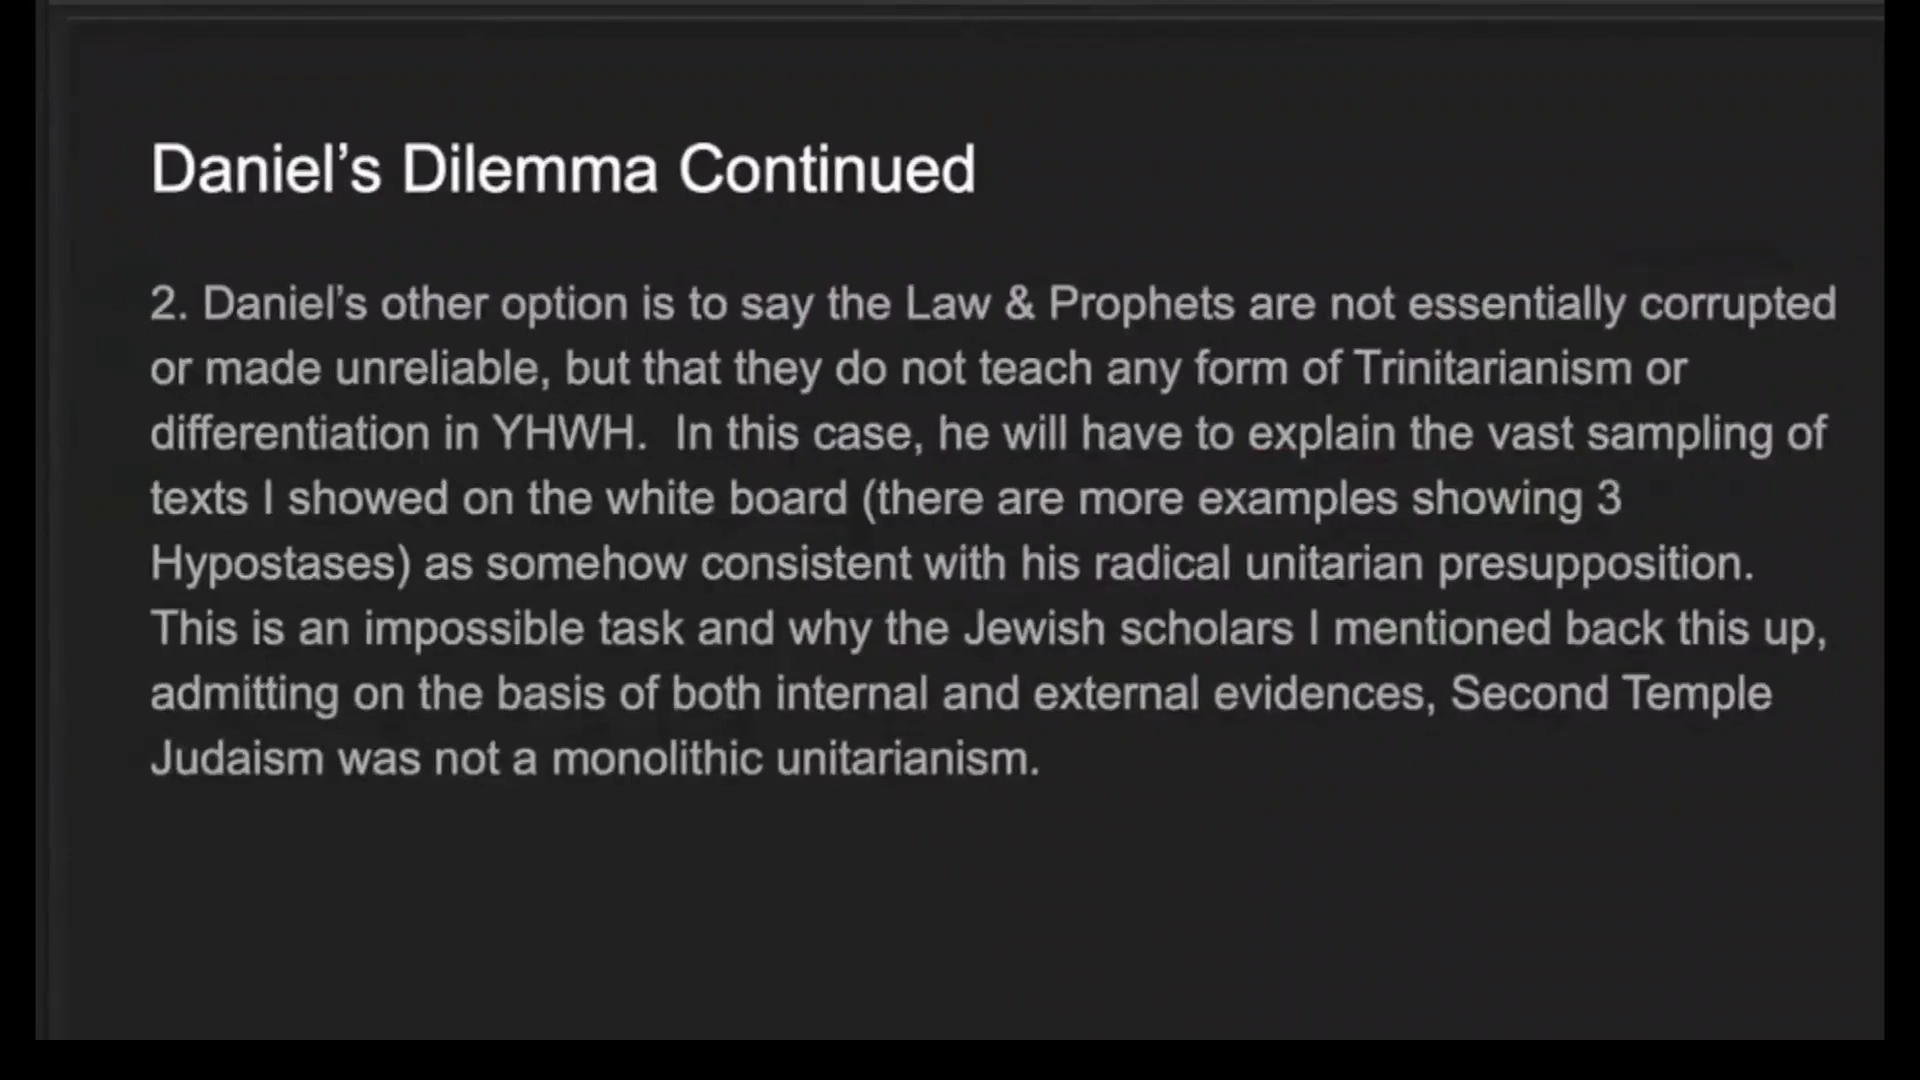 Daniel’s Dilemma Continued
2. Daniel’s other option is to say the Law & Prophets are not essentially corrupted
or made unreliable, but that they do not teach any form of Trinitarianism or
differentiation in YHWH.  In this case, he will have to explain the vast sampling of
texts I showed on the white board (there are more examples showing 3
Hypostases) as somehow consistent with his radical unitarian presupposition.
This is an impossible task and why the Jewish scholars I mentioned back this up,
admitting on the basis of both internal and external evidences, Second Temple
Judaism was not a monolithic unitarianism.